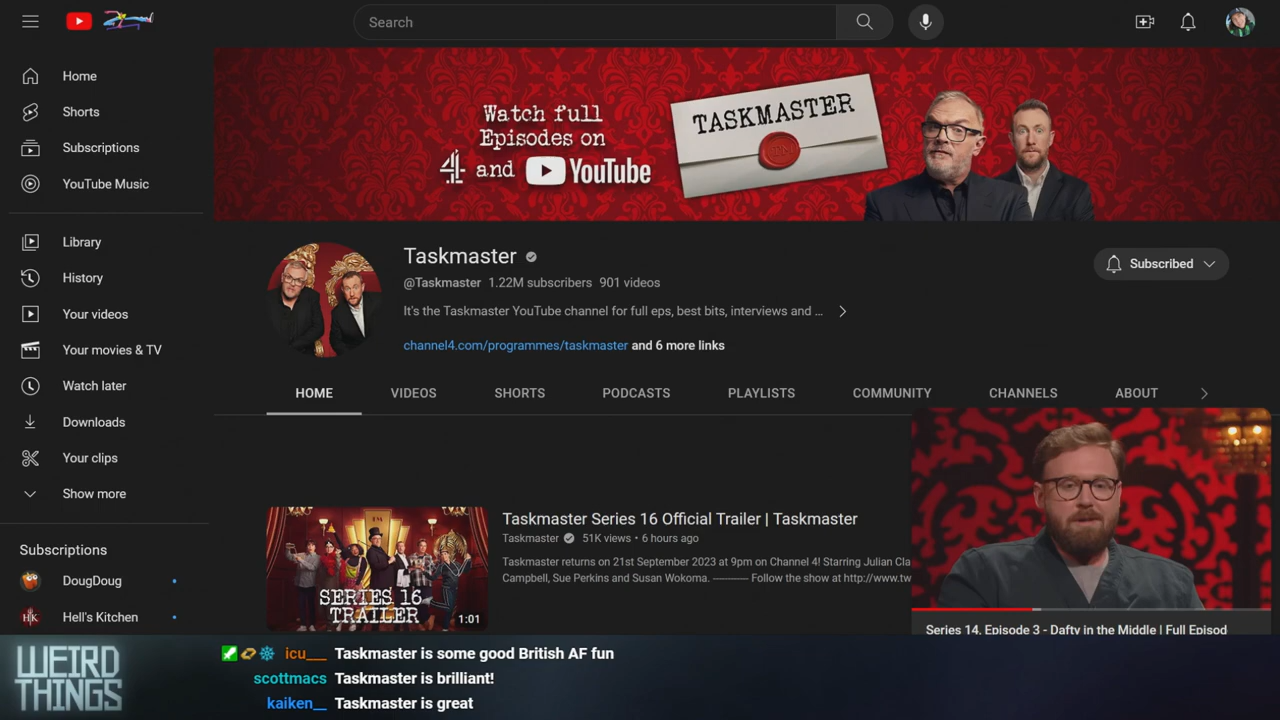 Search
Home
Shorts
Subscriptions
YouTube Music
Library
History
Your videos
Your movies & TV
Watch later
Downloads
Your clips
Show more
Subscriptions
DougDoug
Hell's Kitchen
Watch full
Episodes on
4 and YouTube
TASKMASTER
Taskmaster
@Taskmaster 1.22M subscribers 901 videos
It's the Taskmaster YouTube channel for full eps, best bits, interviews and ...
channel4.com/programmes/taskmaster and 6 more links
Subscribed
HOME VIDEOS SHORTS PODCASTS PLAYLISTS COMMUNITY CHANNELS ABOUT
SERIES 16
TRAILER
1:01
Taskmaster Series 16 Official Trailer | Taskmaster
Taskmaster 51K views • 6 hours ago
Taskmaster returns on 21st September 2023 at 9pm on Channel 4! Starring Julian Cla
Campbell, Sue Perkins and Susan Wokoma. ---------- Follow the show at http://www.tw
Series 14, Episode 3 - Dafty in the Middle | Full Episod
WEIRD
THINGS
icu___ Taskmaster is some good British AF fun
scottmacs Taskmaster is brilliant!
kaiken__ Taskmaster is great